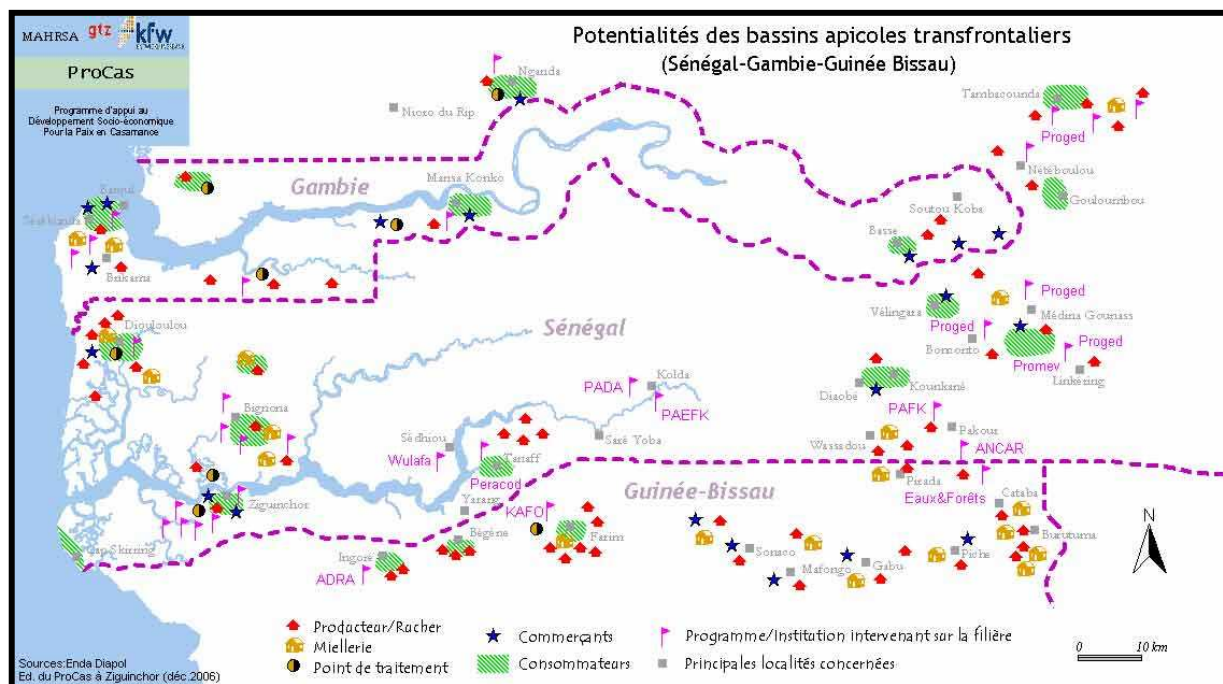 MAHRSA gtz kfw
ProCas
Programme d'appui au
Développement Socio-économique
Pour la Paix en Casamance
Potentialités des bassins apicoles transfrontaliers
(Sénégal-Gambie-Guinée Bissau)
Nganda
Nioro du Rip
Tambacounda
Proged
Nétéboulou
Gouloumbou
Gambie
Mansa Konko
Banjul
Brikama
Soutou Koba
Basse
Diouloulou
Sénégal
Vélingara
Proged
Proged
Médina Gounass
Bonconto
Promev
Proged
Linkéring
Kounkané
Diaobé
Kolda
PADA
PAEFK
Bignona
Sédhiou
Wulafa
Saré Yoba
Tanaff
Peracod
PAFK
Wassadou
Pakour
ANCAR
Pirada
Eaux&Forêts
Ziguinchor
Yarang
Guinée-Bissau
KAFO
Farim
Bègène
Ingoré
ADRA
Cap Skirring
Cataba
Burutuma
Sonaco
Mafongo
Gabu
Piche
N
Producteur/Rucher
Miellerie
Point de traitement
Commerçants
Consommateurs
Programme/Institution intervenant sur la filière
Principales localités concernées
0 10 km
Sources:Enda Diapol
Ed. du ProCas à Ziguinchor (déc.2006)